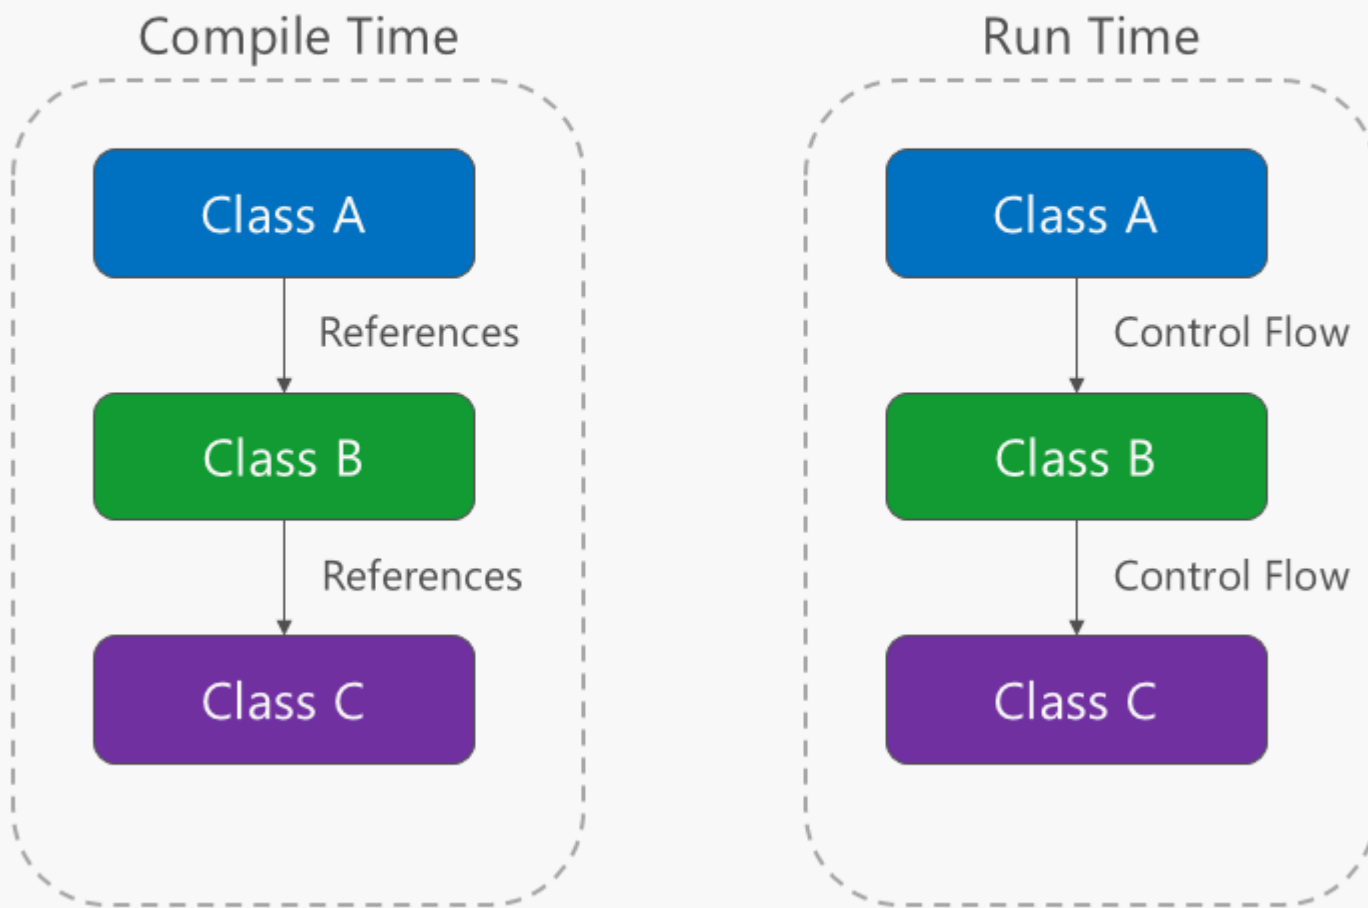 Compile Time
Class A
References
Class B
References
Class C
Run Time
Class A
Control Flow
Class B
Control Flow
Class C